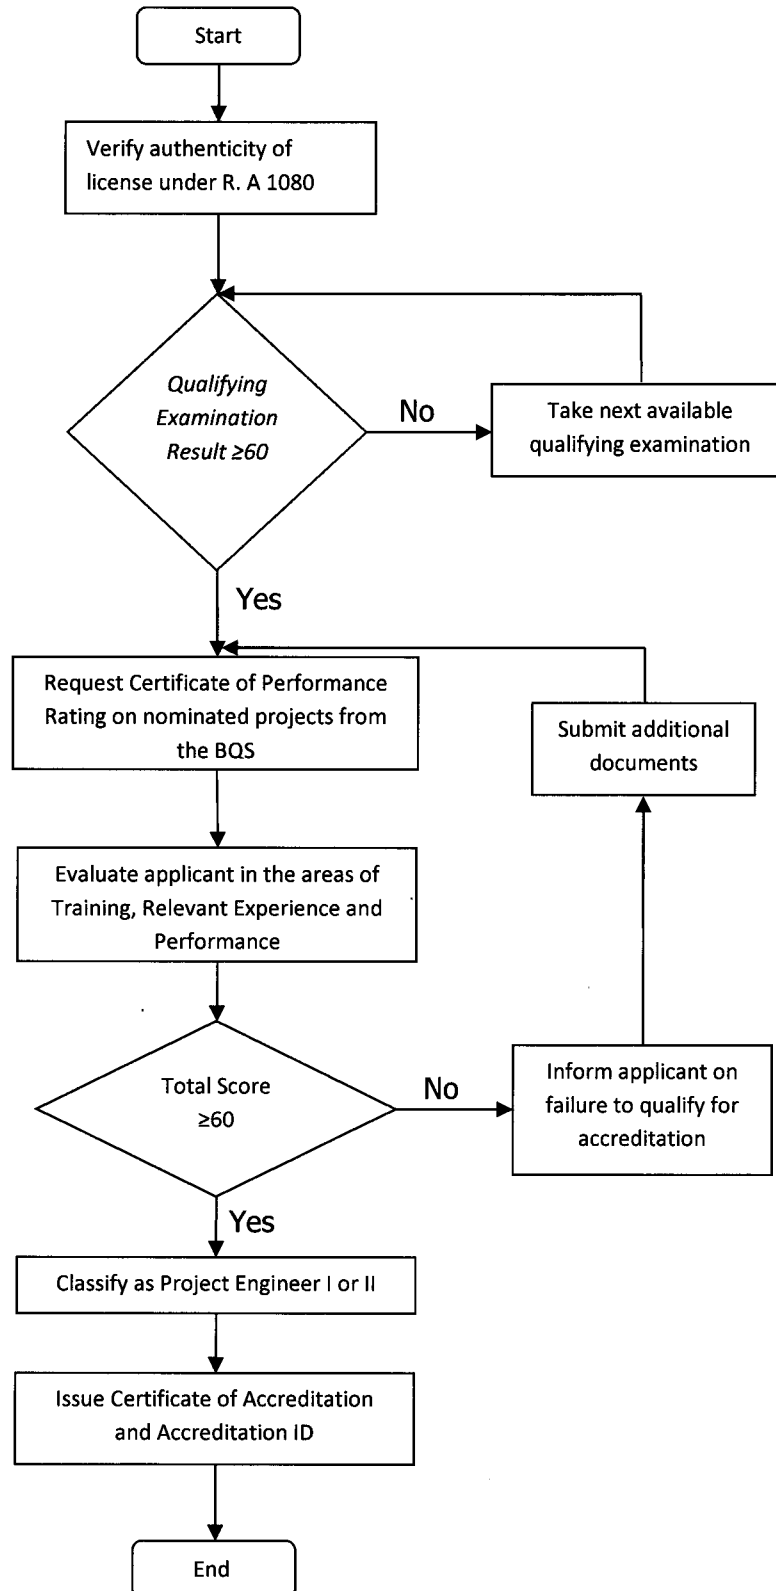 Start
Verify authenticity of
license under R. A 1080
Qualifying
Examination
Result ≥60
No
Take next available
qualifying examination
Yes
Request Certificate of Performance
Rating on nominated projects from
the BQS
Submit additional
documents
Evaluate applicant in the areas of
Training, Relevant Experience and
Performance
Total Score
≥60
No
Inform applicant on
failure to qualify for
accreditation
Yes
Classify as Project Engineer I or II
Issue Certificate of Accreditation
and Accreditation ID
End